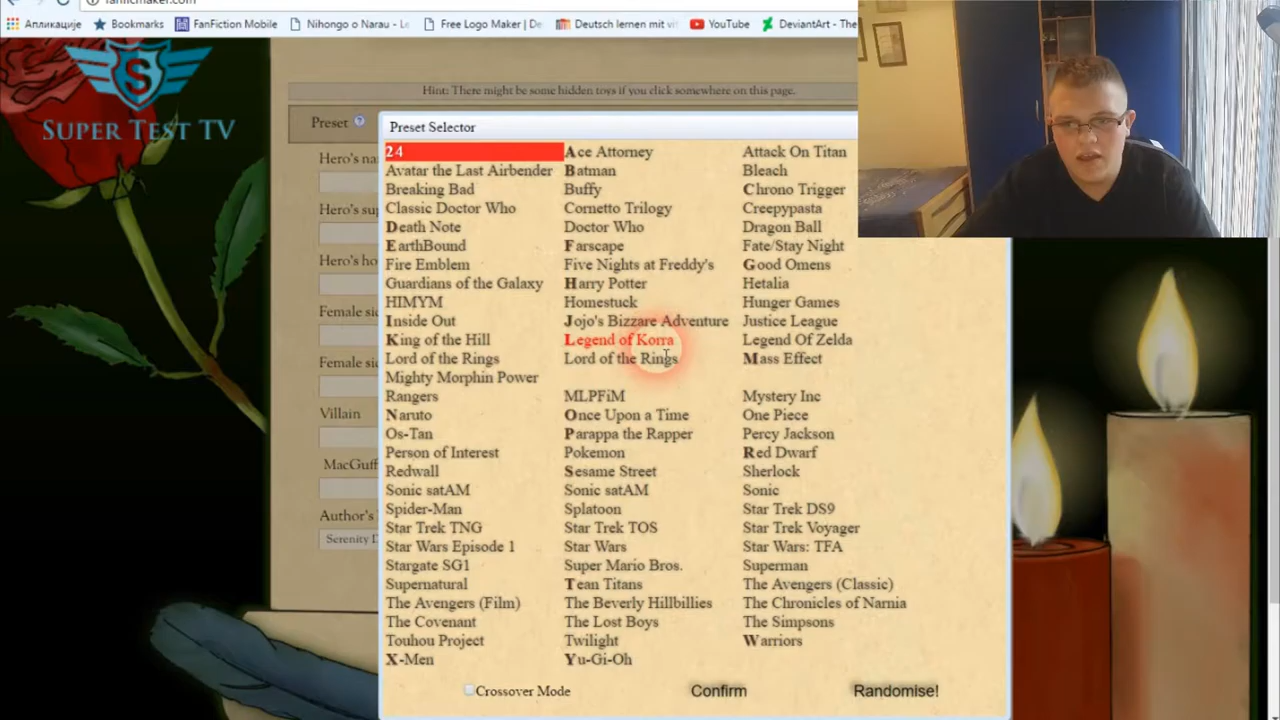 fanficmaker.com
Апликације Bookmarks FanFiction Mobile Nihongo o Narau - Le Free Logo Maker | De Deutsch lernen mit vi YouTube DeviantArt - The
SUPER TEST TV
Hint: There might be some hidden toys if you click somewhere on this page.
Preset
Preset Selector
24 Ace Attorney Attack On Titan
Hero's na
Avatar the Last Airbender Batman Bleach
Breaking Bad Buffy Chrono Trigger
Hero's sup
Classic Doctor Who Cornetto Trilogy Creepypasta
Death Note Doctor Who Dragon Ball
EarthBound Farscape Fate/Stay Night
Hero's ho
Fire Emblem Five Nights at Freddy's Good Omens
Guardians of the Galaxy Harry Potter Hetalia
HIMYM Homestuck Hunger Games
Female sid
Inside Out Jojo's Bizzare Adventure Justice League
King of the Hill Legend of Korra Legend Of Zelda
Female sid
Lord of the Rings Lord of the Rings Mass Effect
Mighty Morphin Power
Rangers MLPFiM Mystery Inc
Villain
Naruto Once Upon a Time One Piece
Os-Tan Parappa the Rapper Percy Jackson
Person of Interest Pokemon Red Dwarf
MacGuff
Redwall Sesame Street Sherlock
Sonic satAM Sonic satAM Sonic
Spider-Man Splatoon Star Trek DS9
Author's
Star Trek TNG Star Trek TOS Star Trek Voyager
Serenity D
Star Wars Episode 1 Star Wars Star Wars: TFA
Stargate SG1 Super Mario Bros. Superman
Supernatural Tean Titans The Avengers (Classic)
The Avengers (Film) The Beverly Hillbillies The Chronicles of Narnia
The Covenant The Lost Boys The Simpsons
Touhou Project Twilight Warriors
X-Men Yu-Gi-Oh
Crossover Mode Confirm Randomise!